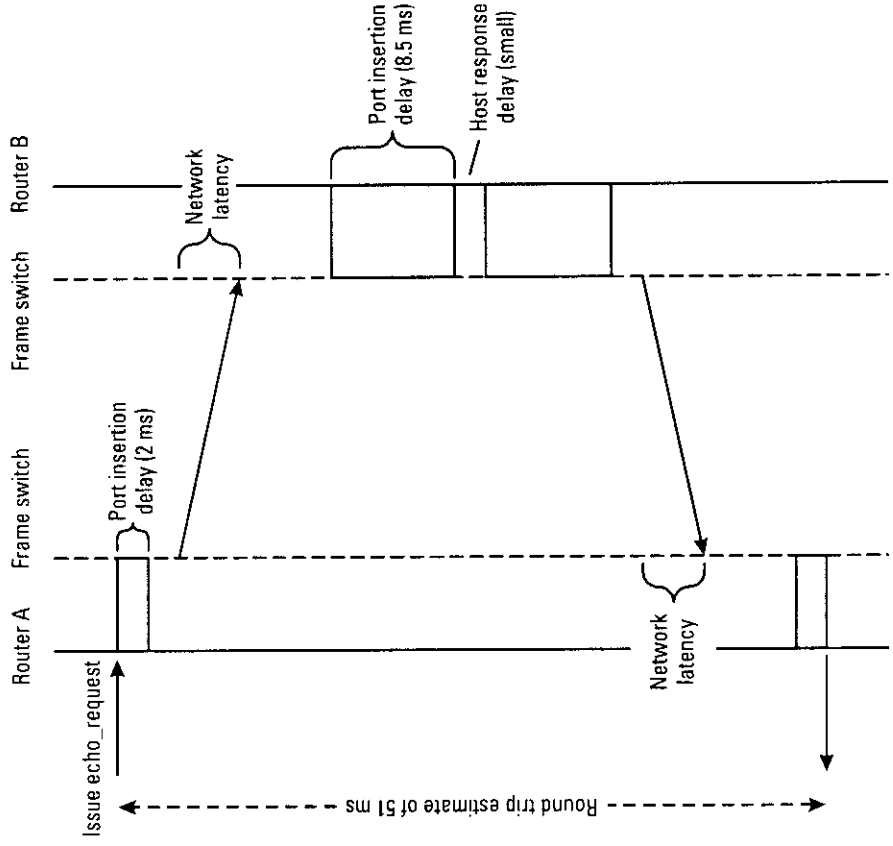 Router A
Frame switch
Frame switch
Router B
Issue echo_request
Port insertion
delay (2 ms)
Network
latency
Port insertion
delay (8.5 ms)
Host response
delay (small)
Network
latency
Round trip estimate of 51 ms